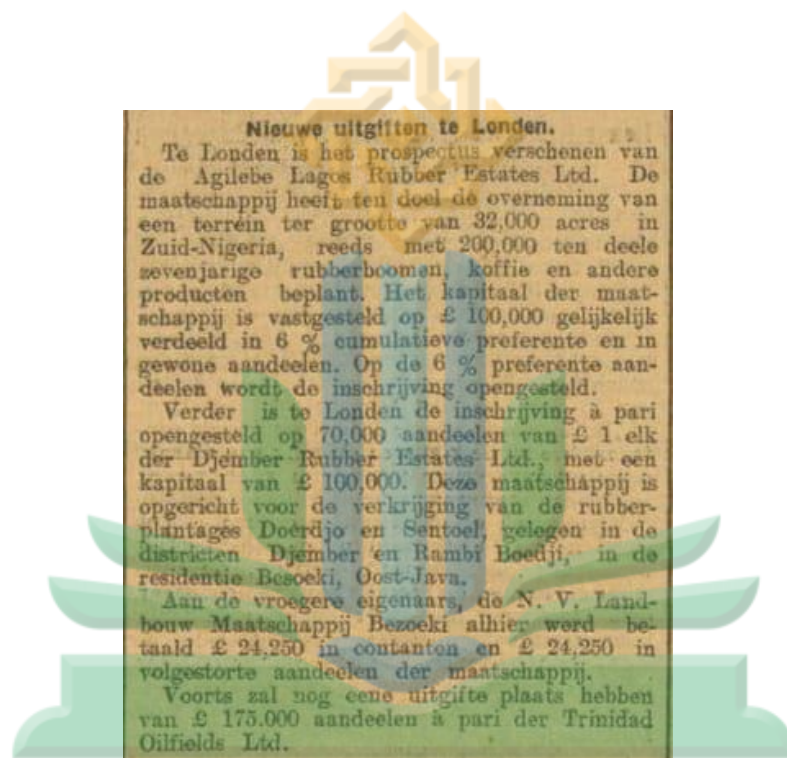 Nieuwe uitgiften te Londen.
Te Londen is het prospectus verschenen van
de Agilebe Lagos Rubber Estates Ltd. De
maatschappij heeft ten doel de overneming van
een terrein ter grootte van 32,000 acres in
Zuid-Nigeria, reeds met 200,000 ten deele
zevenjarige rubberboomen, koffie en andere
producten beplant. Het kapitaal der maat-
schappij is vastgesteld op £ 100,000 gelijkelijk
verdeeld in 6 % cumulatieve preferente en in
gewone aandeelen. Op de 6 % preferente aan-
deelen wordt de inschrijving opengesteld.
Verder is te Londen de inschrijving à pari
opengesteld op 70,000 aandeelen van £ 1 elk
der Djember Rubber Estates Ltd., met een
kapitaal van £ 100,000. Deze maatschappij is
opgericht voor de verkrijging van de rubber-
plantages Doerdjo en Sentoel, gelegen in de
districten Djember en Rambi Boedji, in de
residentie Besoeki, Oost-Java.
Aan de vroegere eigenaars, de N. V. Land-
bouw Maatschappij Bezoeki alhier werd be-
taald £ 24,250 in contanten en £ 24,250 in
volgestorte aandeelen der maatschappij.
Voorts zal nog eene uitgifte plaats hebben
van £ 175.000 aandeelen à pari der Trinidad
Oilfields Ltd.